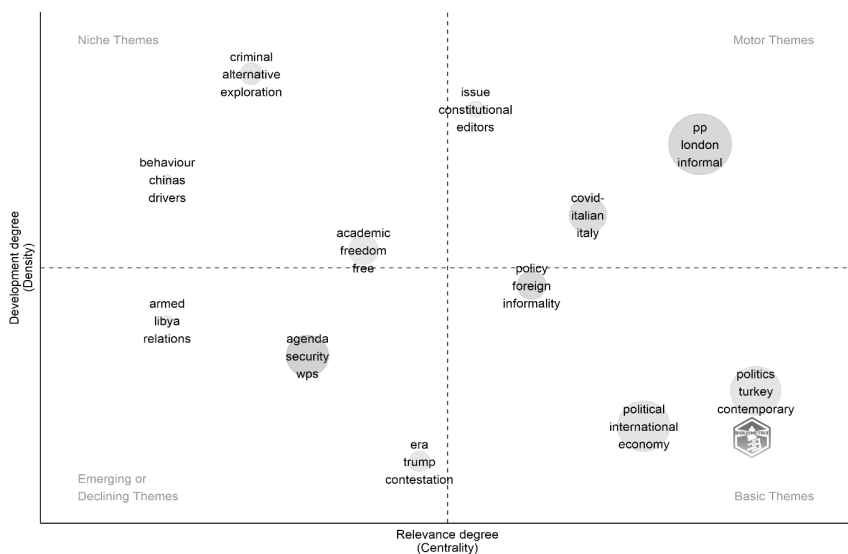 Niche Themes
Motor Themes
criminal
alternative
exploration
issue
constitutional
editors
pp
london
informal
behaviour
chinas
drivers
covid-
italian
italy
academic
freedom
free
policy
foreign
informality
armed
libya
relations
agenda
security
wps
politics
turkey
contemporary
political
international
economy
era
trump
contestation
BIBLIOMETRIX
Emerging or
Declining Themes
Basic Themes
Development degree
(Density)
Relevance degree
(Centrality)